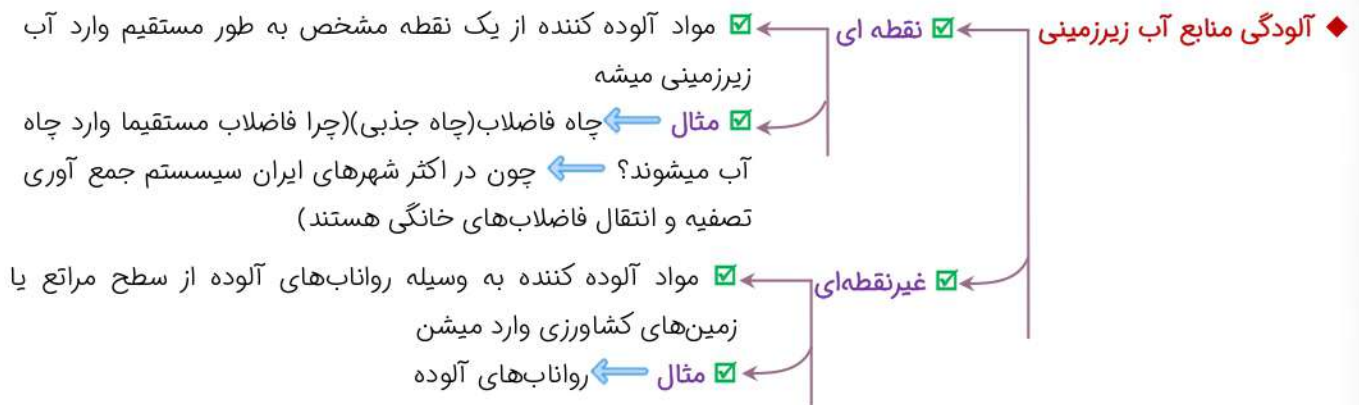 آلودگی منابع آب زیرزمینی
نقطه ای
مواد آلوده کننده از یک نقطه مشخص به طور مستقیم وارد آب
زیرزمینی میشه
مثال چاه فاضلاب(چاه جذبی)(چرا فاضلاب مستقیما وارد چاه
آب میشوند؟ چون در اکثر شهرهای ایران سیسستم جمع آوری
تصفیه و انتقال فاضلاب‌های خانگی هستند)
غیرنقطه‌ای
مواد آلوده کننده به وسیله رواناب‌های آلوده از سطح مراتع یا
زمین‌های کشاورزی وارد میشن
مثال رواناب‌های آلوده